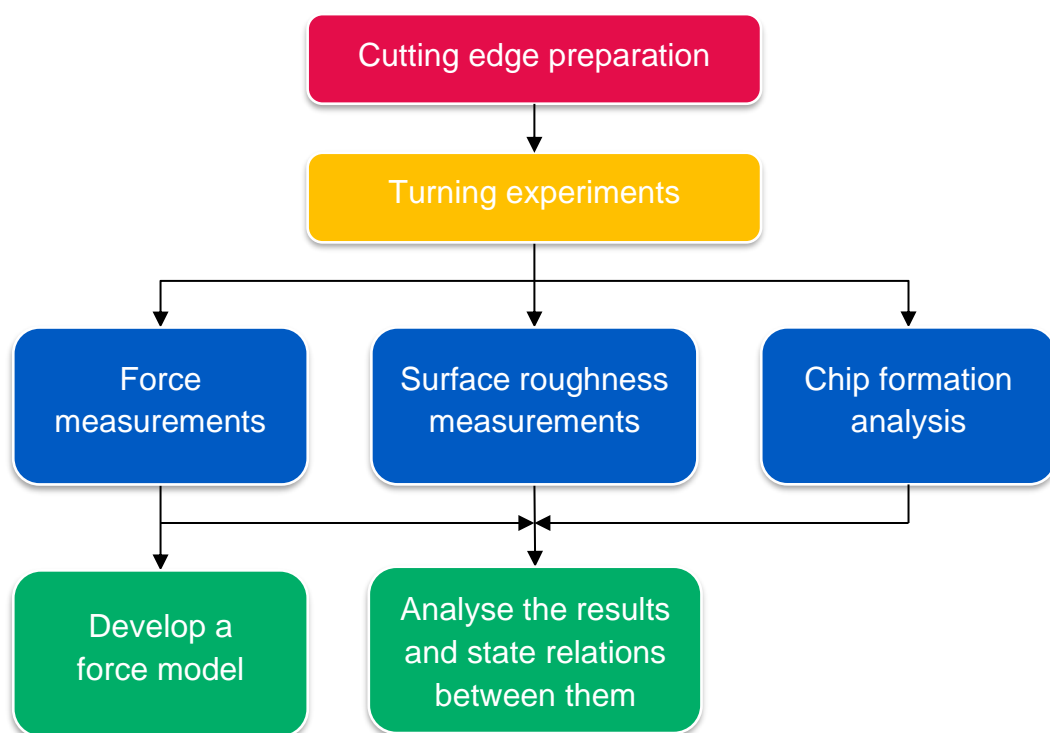 Cutting edge preparation
Turning experiments
Force
measurements
Surface roughness
measurements
Chip formation
analysis
Develop a
force model
Analyse the results
and state relations
between them